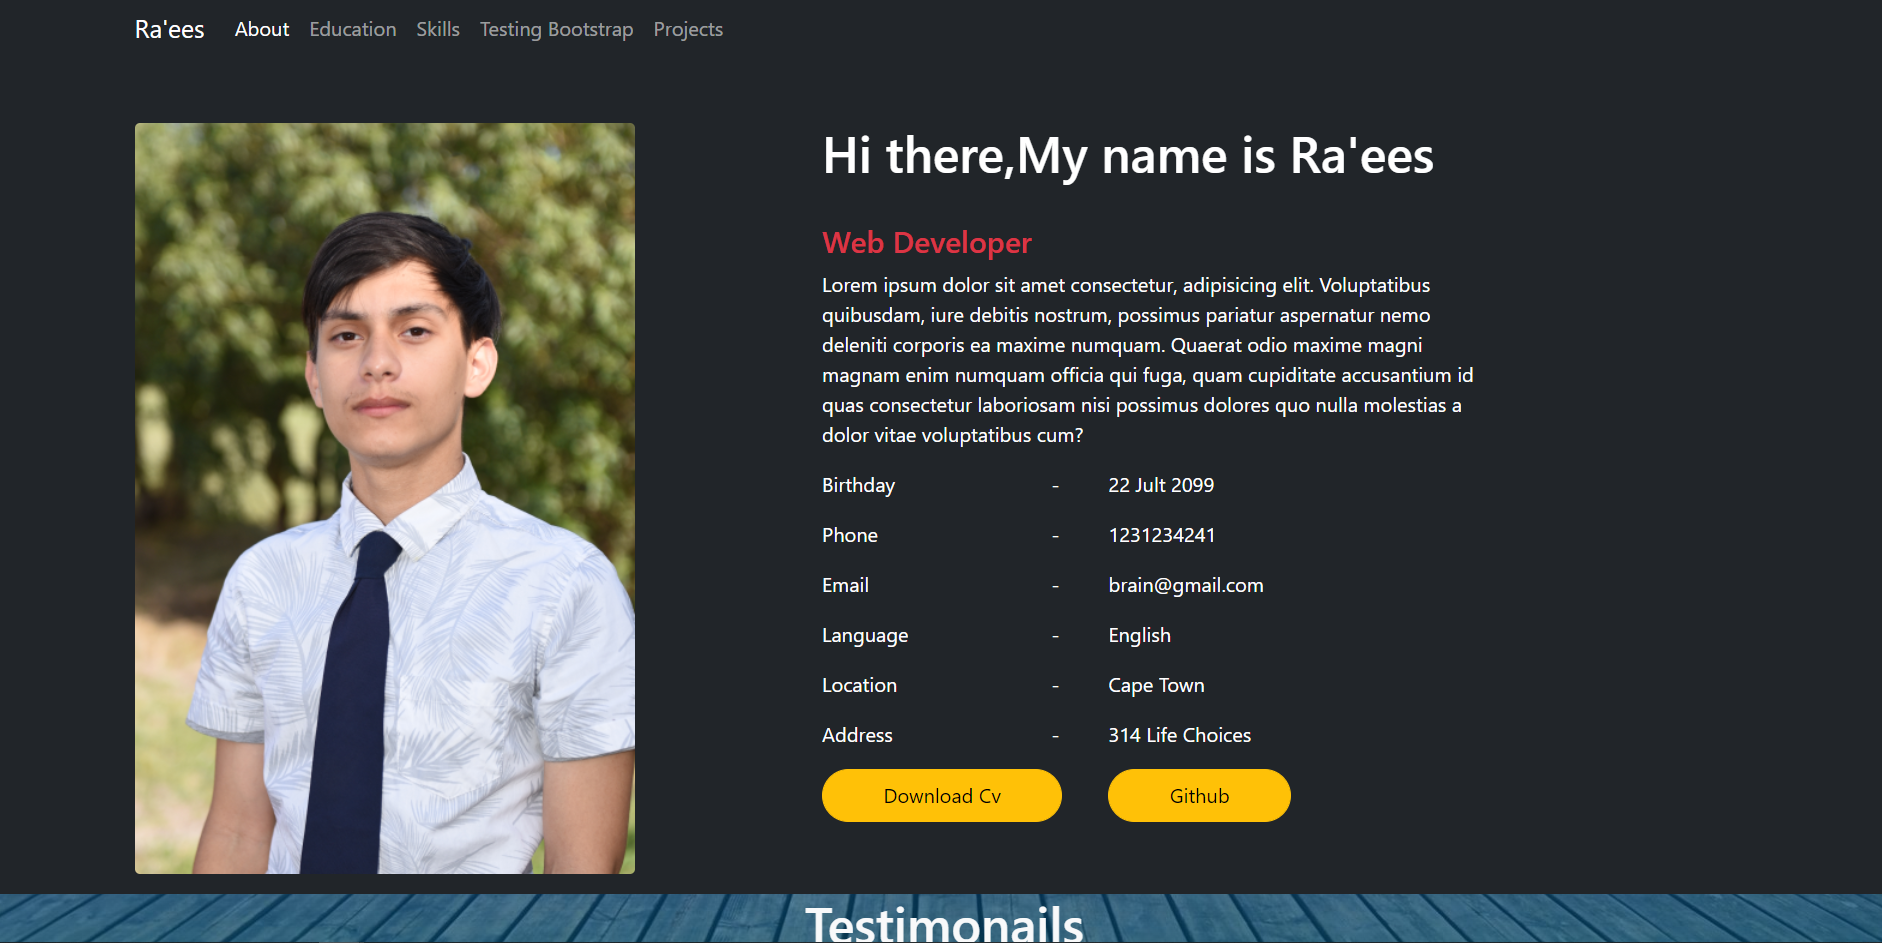 Ra'ees About Education Skills Testing Bootstrap Projects
Hi there,My name is Ra'ees
Web Developer
Lorem ipsum dolor sit amet consectetur, adipisicing elit. Voluptatibus
quibusdam, iure debitis nostrum, possimus pariatur aspernatur nemo
deleniti corporis ea maxime numquam. Quaerat odio maxime magni
magnam enim numquam officia qui fuga, quam cupiditate accusantium id
quas consectetur laboriosam nisi possimus dolores quo nulla molestias a
dolor vitae voluptatibus cum?
Birthday - 22 Jult 2099
Phone - 1231234241
Email - brain@gmail.com
Language - English
Location - Cape Town
Address - 314 Life Choices
Download Cv Github
Testimonails